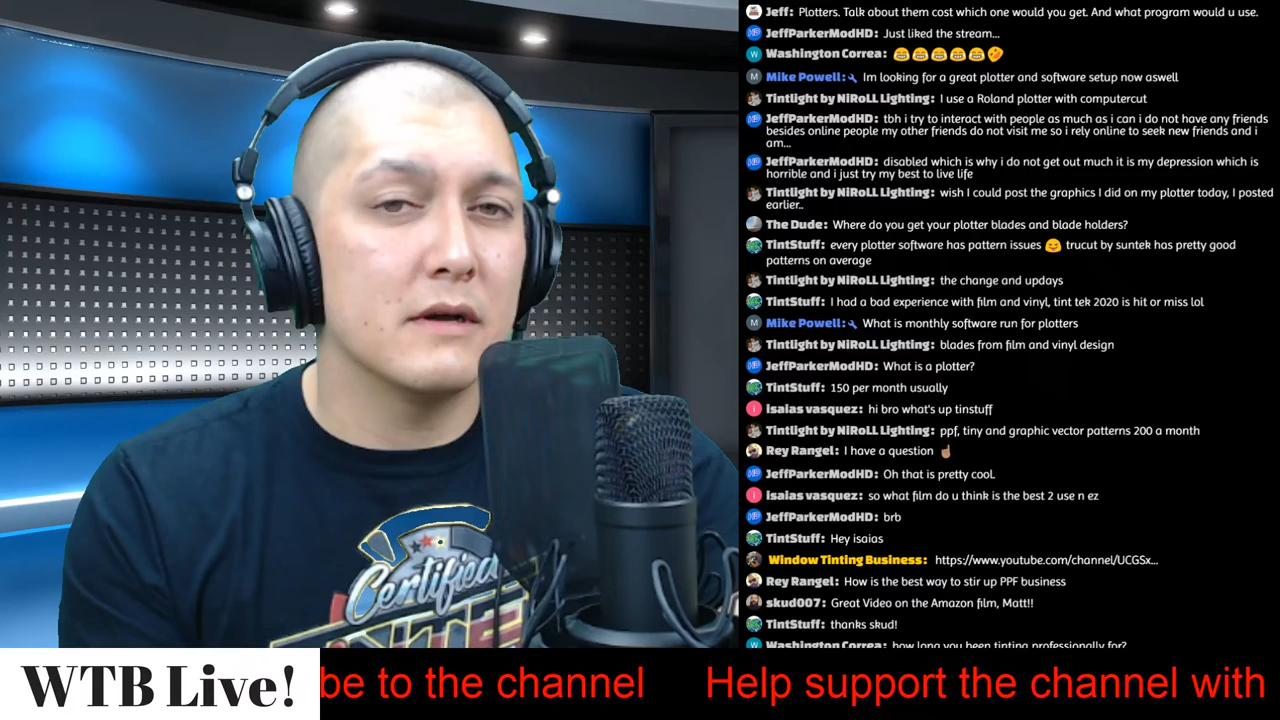 Jeff: Plotters. Talk about them cost which one would you get. And what program would u use.
JeffParkerModHD: Just liked the stream...
Washington Correa: 😂😂😂😂😂🤣
Mike Powell: Im looking for a great plotter and software setup now aswell
Tintlight by NiRoLL Lighting: I use a Roland plotter with computercut
JeffParkerModHD: tbh i try to interact with people as much as i can i do not have any friends
besides online people my other friends do not visit me so i rely online to seek new friends and i
am...
JeffParkerModHD: disabled which is why i do not get out much it is my depression which is
horrible and i just try my best to live life
Tintlight by NiRoLL Lighting: wish I could post the graphics I did on my plotter today, I posted
earlier..
The Dude: Where do you get your plotter blades and blade holders?
TintStuff: every plotter software has pattern issues 🤗 trucut by suntek has pretty good
patterns on average
Tintlight by NiRoLL Lighting: the change and updays
TintStuff: I had a bad experience with film and vinyl, tint tek 2020 is hit or miss lol
Mike Powell: What is monthly software run for plotters
Tintlight by NiRoLL Lighting: blades from film and vinyl design
JeffParkerModHD: What is a plotter?
TintStuff: 150 per month usually
isaias vasquez: hi bro what's up tinstuff
Tintlight by NiRoLL Lighting: ppf, tiny and graphic vector patterns 200 a month
Rey Rangel: I have a question ☝🏽
JeffParkerModHD: Oh that is pretty cool.
isaias vasquez: so what film do u think is the best 2 use n ez
JeffParkerModHD: brb
TintStuff: Hey isaias
Window Tinting Business: https://www.youtube.com/channel/UCGSx...
Rey Rangel: How is the best way to stir up PPF business
skud007: Great Video on the Amazon film, Matt!!
TintStuff: thanks skud!
Washington Correa: how long you been tinting professionally for?
Certified
WTB Live!
be to the channel Help support the channel with